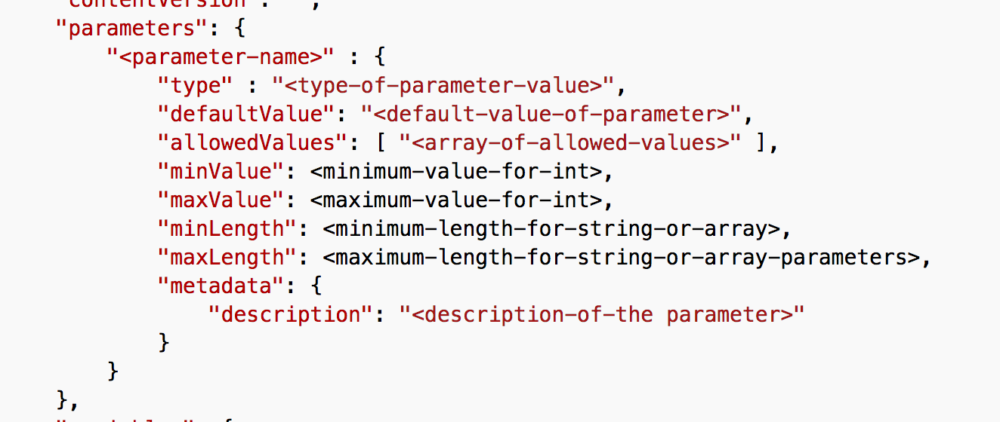 "contentVersion": "",
"parameters": {
"<parameter-name>" : {
"type" : "<type-of-parameter-value>",
"defaultValue": "<default-value-of-parameter>",
"allowedValues": [ "<array-of-allowed-values>" ],
"minValue": <minimum-value-for-int>,
"maxValue": <maximum-value-for-int>,
"minLength": <minimum-length-for-string-or-array>,
"maxLength": <maximum-length-for-string-or-array-parameters>,
"metadata": {
"description": "<description-of-the parameter>"
}
}
},